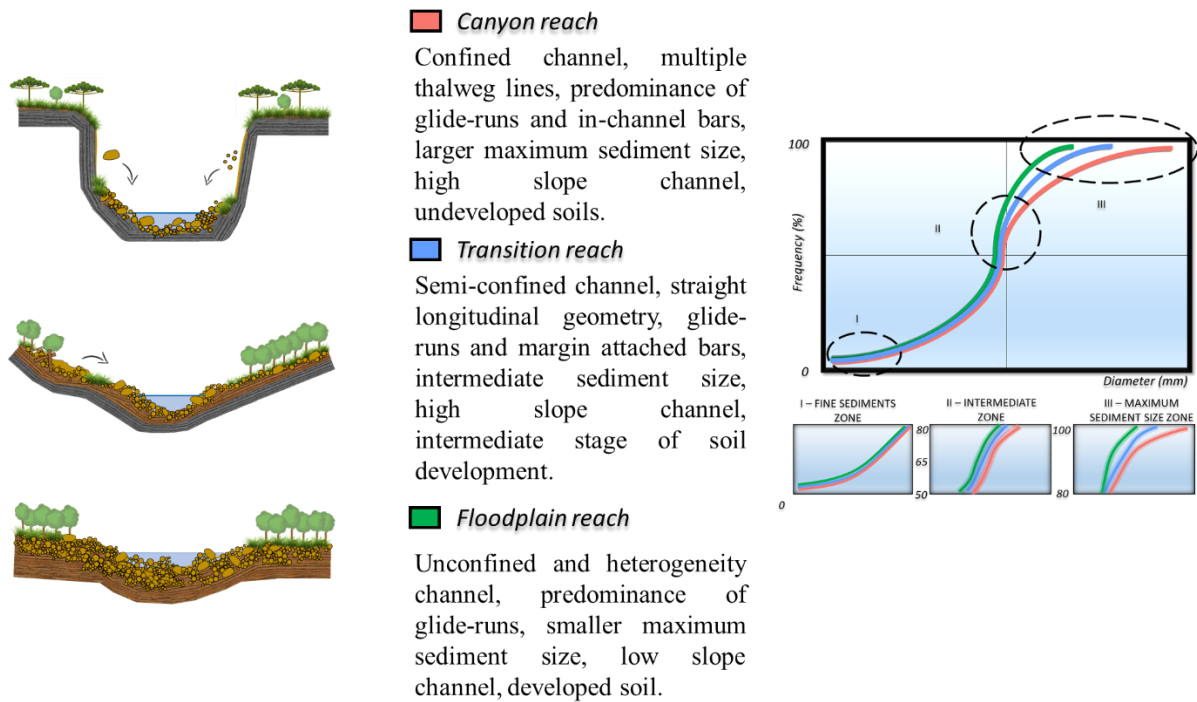 Canyon reach
Confined channel, multiple
thalweg lines, predominance of
glide-runs and in-channel bars,
larger maximum sediment size,
high slope channel,
undeveloped soils.
Transition reach
Semi-confined channel, straight
longitudinal geometry, glide-
runs and margin attached bars,
intermediate sediment size,
high slope channel,
intermediate stage of soil
development.
Floodplain reach
Unconfined and heterogeneity
channel, predominance of
glide-runs, smaller maximum
sediment size, low slope
channel, developed soil.
100
Frequency (%)
0
I
II
III
Diameter (mm)
I – FINE SEDIMENTS
ZONE
0
II – INTERMEDIATE
ZONE
80
65
50
III – MAXIMUM
SEDIMENT SIZE ZONE
100
80